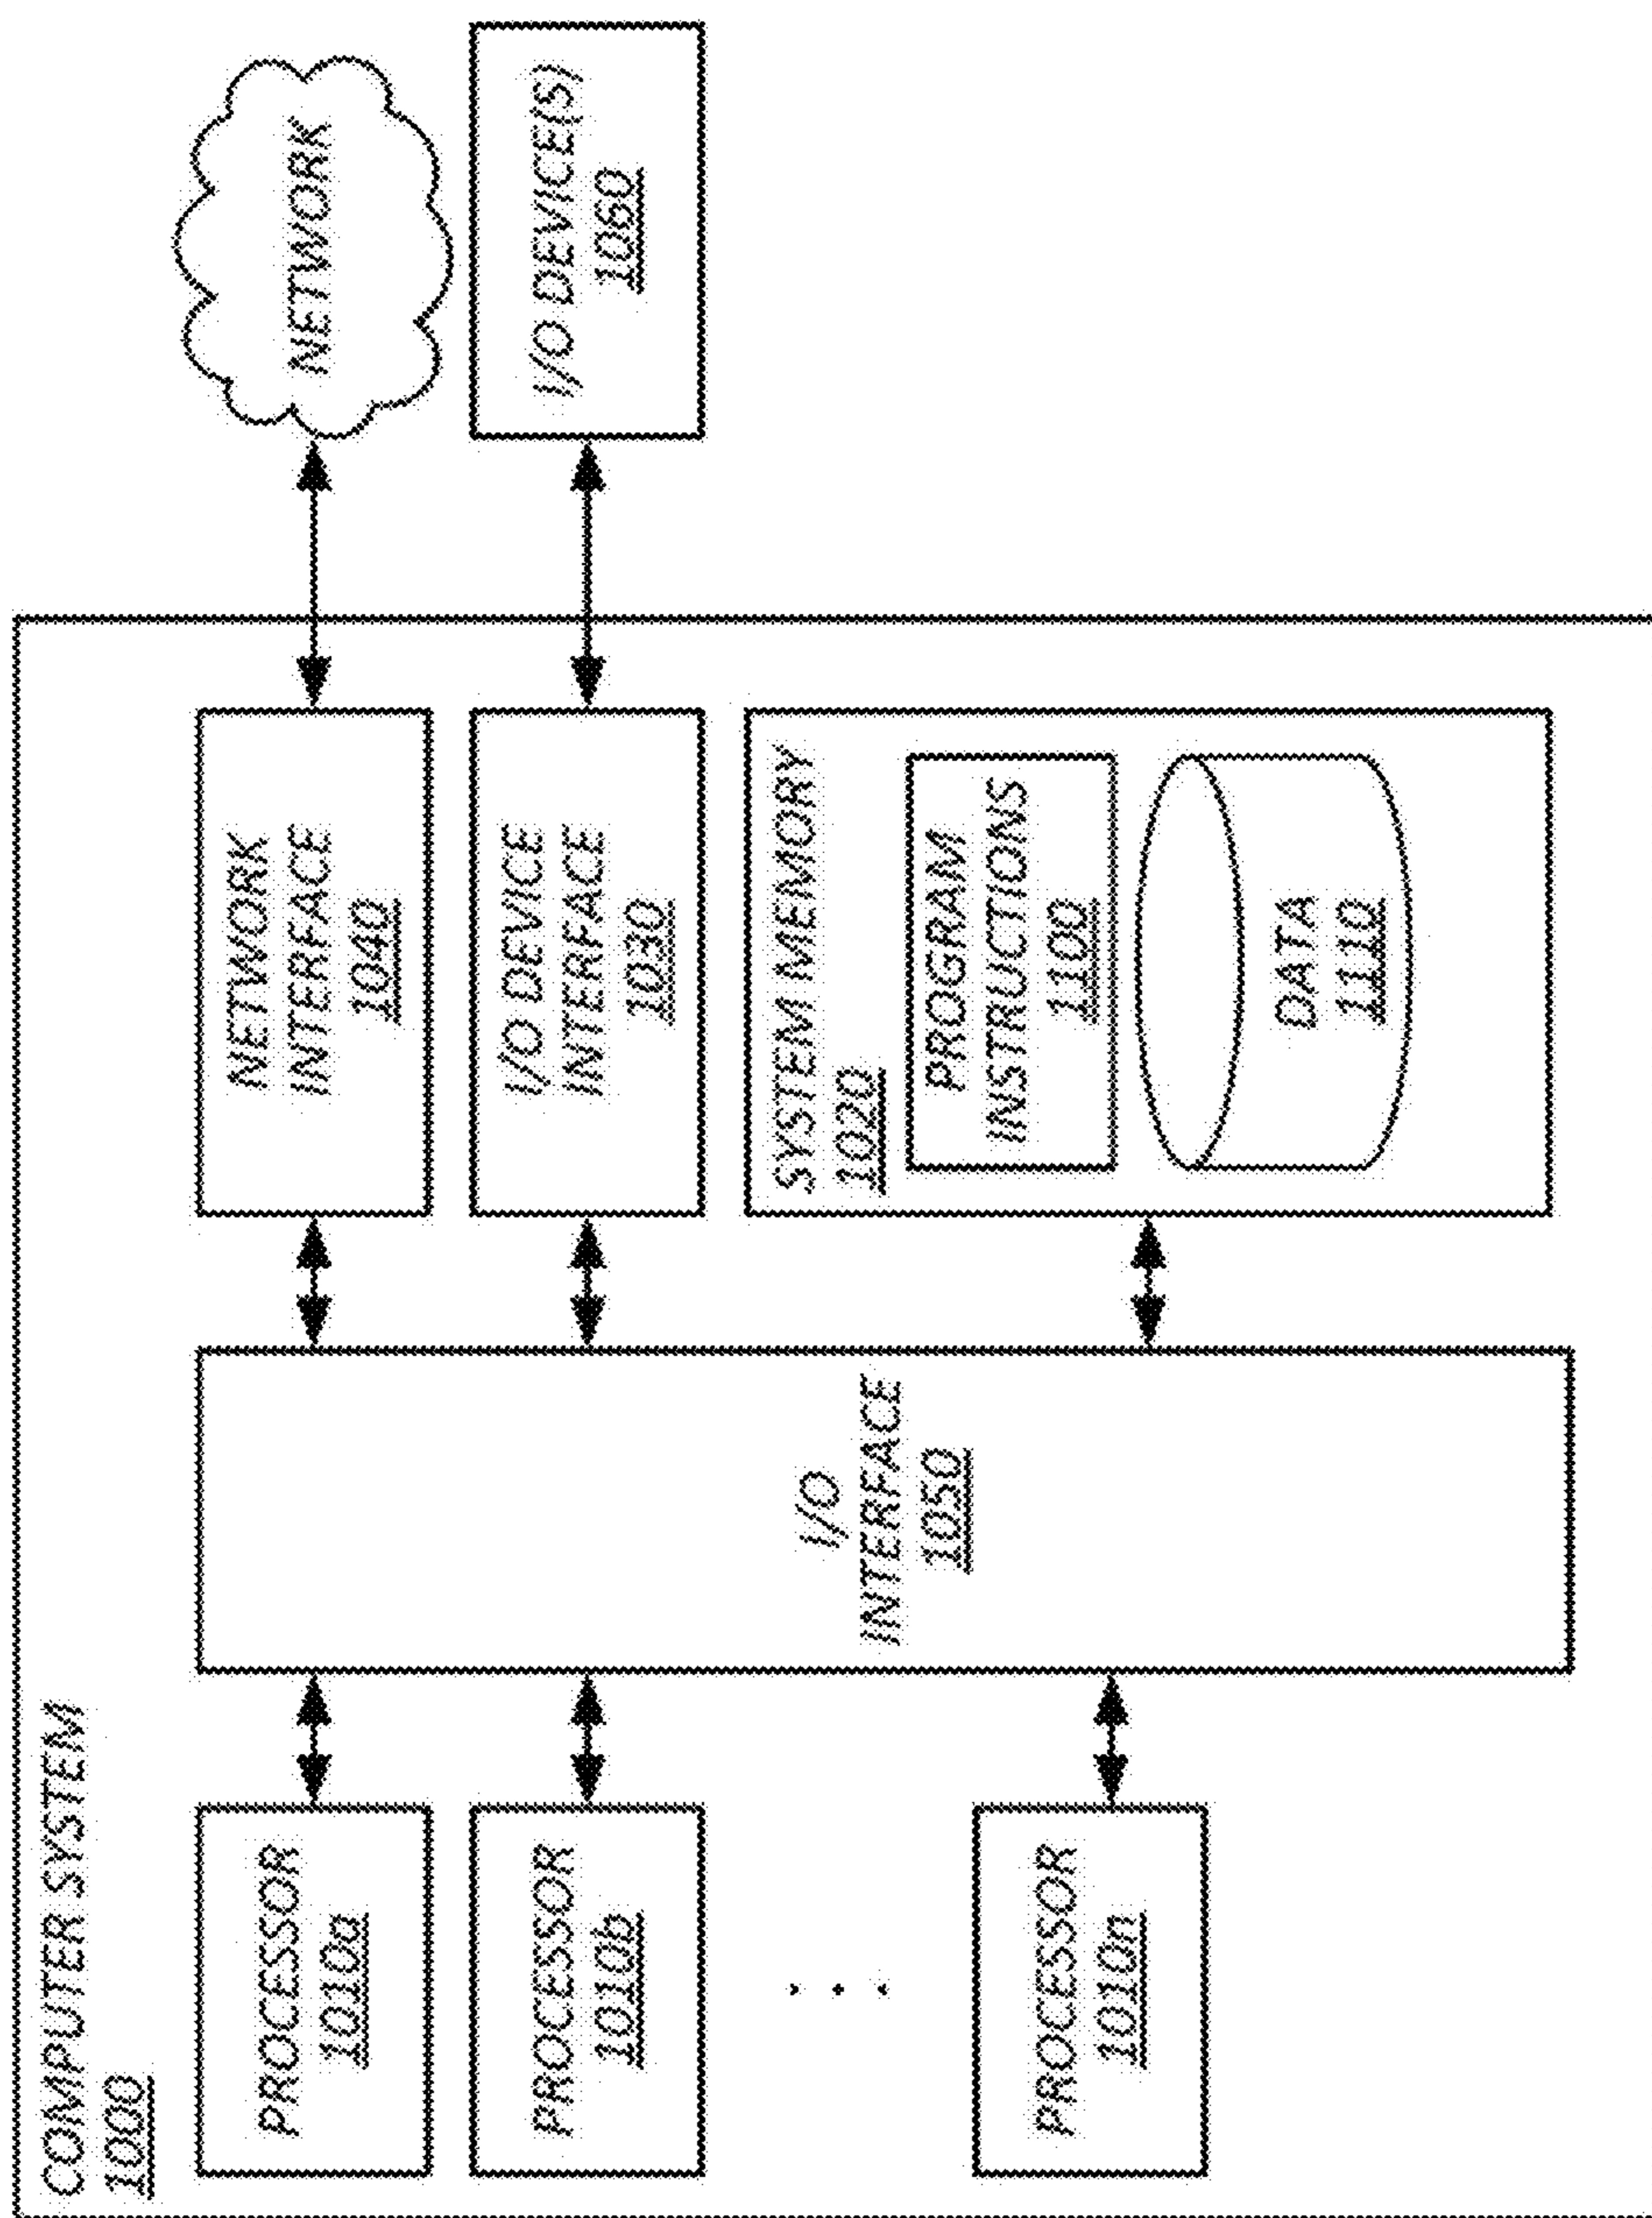 COMPUTER SYSTEM
1000
PROCESSOR
1010a
PROCESSOR
1010b
. . .
PROCESSOR
1010n
I/O
INTERFACE
1050
NETWORK
INTERFACE
1040
I/O DEVICE
INTERFACE
1030
SYSTEM MEMORY
1020
PROGRAM
INSTRUCTIONS
1100
DATA
1110
NETWORK
I/O DEVICE(S)
1060